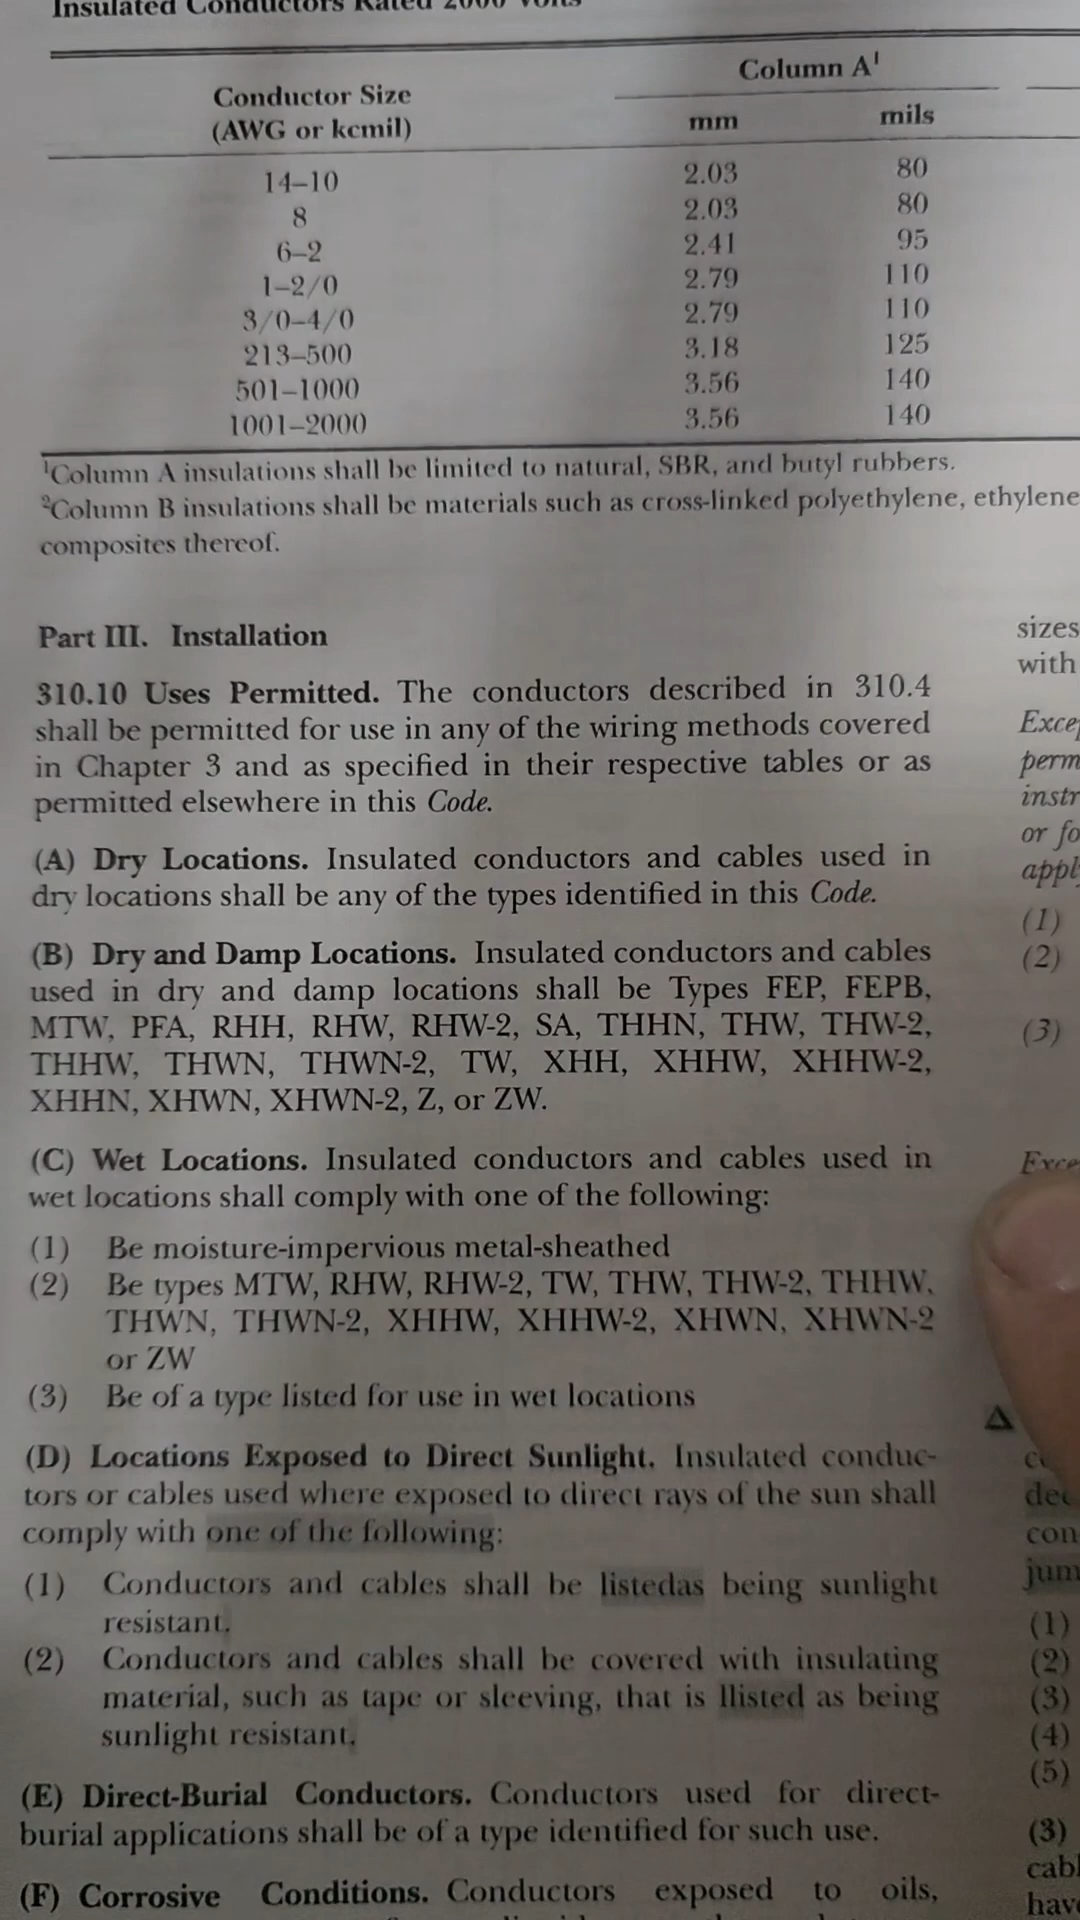 Insulated Conductors Rated 2000 Volts
Column A¹
Conductor Size
(AWG or kcmil)
mm mils
14–10 2.03 80
8 2.03 80
6–2 2.41 95
1–2/0 2.79 110
3/0–4/0 2.79 110
213–500 3.18 125
501–1000 3.56 140
1001–2000 3.56 140
¹Column A insulations shall be limited to natural, SBR, and butyl rubbers.
²Column B insulations shall be materials such as cross-linked polyethylene, ethylene
composites thereof.
Part III. Installation
310.10 Uses Permitted. The conductors described in 310.4
shall be permitted for use in any of the wiring methods covered
in Chapter 3 and as specified in their respective tables or as
permitted elsewhere in this Code.
(A) Dry Locations. Insulated conductors and cables used in
dry locations shall be any of the types identified in this Code.
(B) Dry and Damp Locations. Insulated conductors and cables
used in dry and damp locations shall be Types FEP, FEPB,
MTW, PFA, RHH, RHW, RHW-2, SA, THHN, THW, THW-2,
THHW, THWN, THWN-2, TW, XHH, XHHW, XHHW-2,
XHHN, XHWN, XHWN-2, Z, or ZW.
(C) Wet Locations. Insulated conductors and cables used in
wet locations shall comply with one of the following:
(1) Be moisture-impervious metal-sheathed
(2) Be types MTW, RHW, RHW-2, TW, THW, THW-2, THHW,
THWN, THWN-2, XHHW, XHHW-2, XHWN, XHWN-2
or ZW
(3) Be of a type listed for use in wet locations
(D) Locations Exposed to Direct Sunlight. Insulated conduc-
tors or cables used where exposed to direct rays of the sun shall
comply with one of the following:
(1) Conductors and cables shall be listedas being sunlight
resistant.
(2) Conductors and cables shall be covered with insulating
material, such as tape or sleeving, that is llisted as being
sunlight resistant.
(E) Direct-Burial Conductors. Conductors used for direct-
burial applications shall be of a type identified for such use.
(F) Corrosive Conditions. Conductors exposed to oils,
sizes
with
(1)
(2)
(3)
Δ
(1)
(2)
(3)
(4)
(5)
(3)